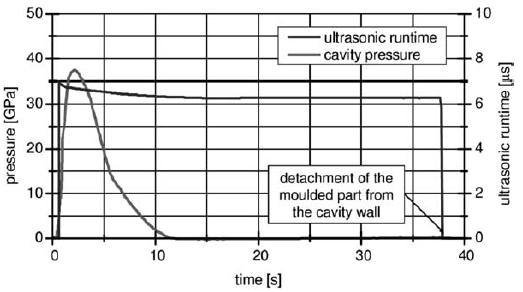 50
40
30
20
10
0
pressure [GPa]
10
8
6
4
2
0
ultrasonic runtime [µs]
ultrasonic runtime
cavity pressure
detachment of the
moulded part from
the cavity wall
0
10
20
30
40
time [s]